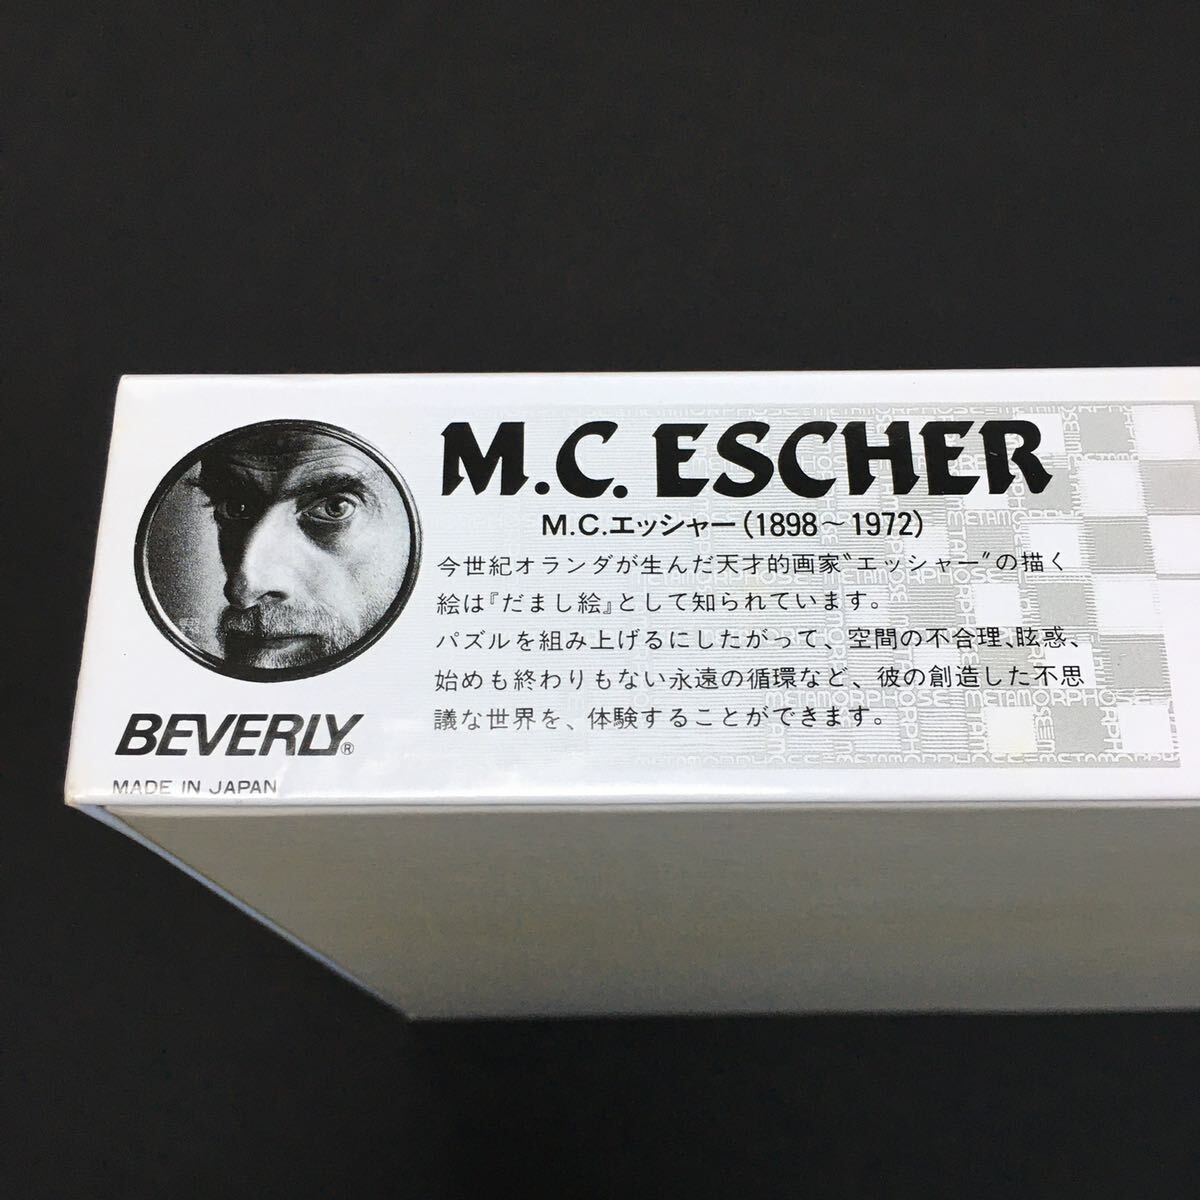 M.C. ESCHER
M.C.エッシャー(1898〜1972)
今世紀オランダが生んだ天才的画家〝エッシャー〟の描く
絵は『だまし絵』として知られています。
パズルを組み上げるにしたがって、空間の不合理、眩惑、
始めも終わりもない永遠の循環など、彼の創造した不思
議な世界を、体験することができます。
BEVERLY®
MADE IN JAPAN